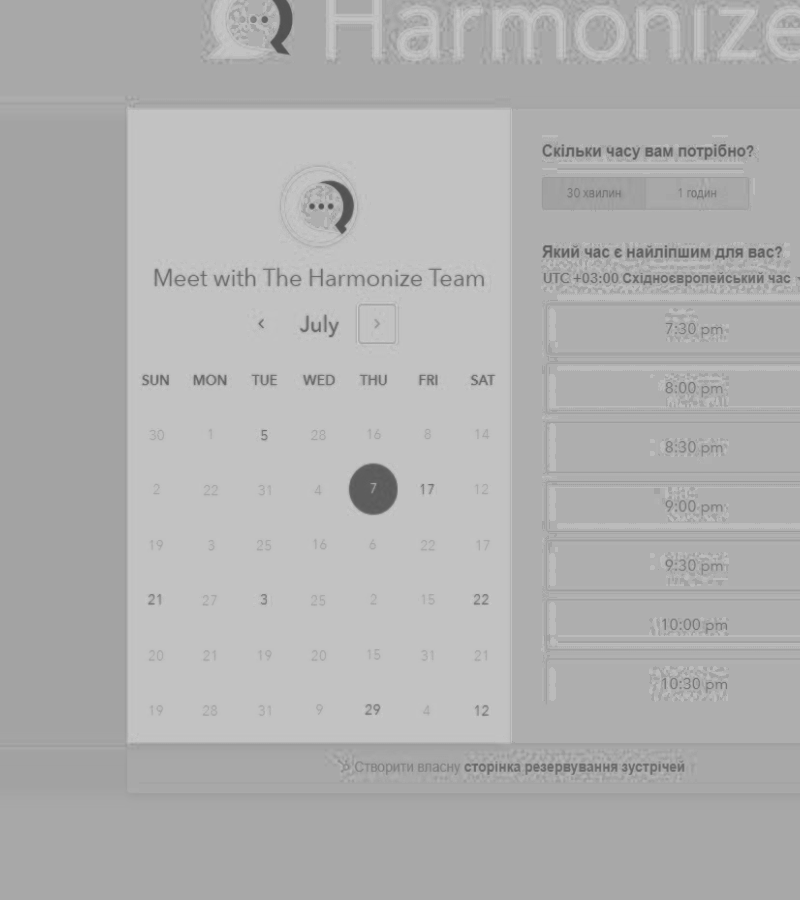 Harmonize
Meet with The Harmonize Team
July
SUN MON TUE WED THU FRI SAT
30 1 5 28 16 8 14
2 22 31 4 7 17 12
19 3 25 16 6 22 17
21 27 3 25 2 15 22
20 21 19 20 15 31 21
19 28 31 9 29 4 12
Скільки часу вам потрібно?
30 хвилин 1 годин
Який час є найліпшим для вас?
UTC +03:00 Східноєвропейський час
7:30 pm
8:00 pm
8:30 pm
9:00 pm
9:30 pm
10:00 pm
10:30 pm
Створити власну сторінка резервування зустрічей